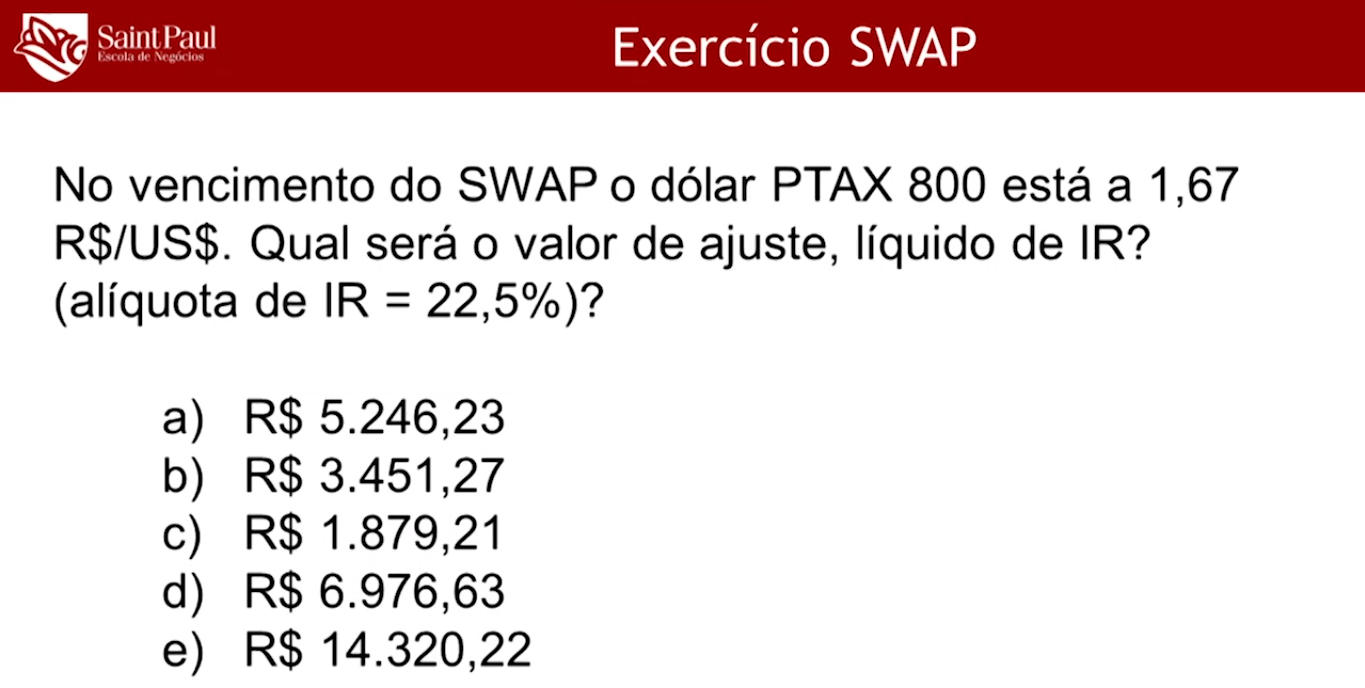 Saint Paul
Escola de Negócios
Exercício SWAP
No vencimento do SWAP o dólar PTAX 800 está a 1,67
R$/US$. Qual será o valor de ajuste, líquido de IR?
(alíquota de IR = 22,5%)?
a) R$ 5.246,23
b) R$ 3.451,27
c) R$ 1.879,21
d) R$ 6.976,63
e) R$ 14.320,22